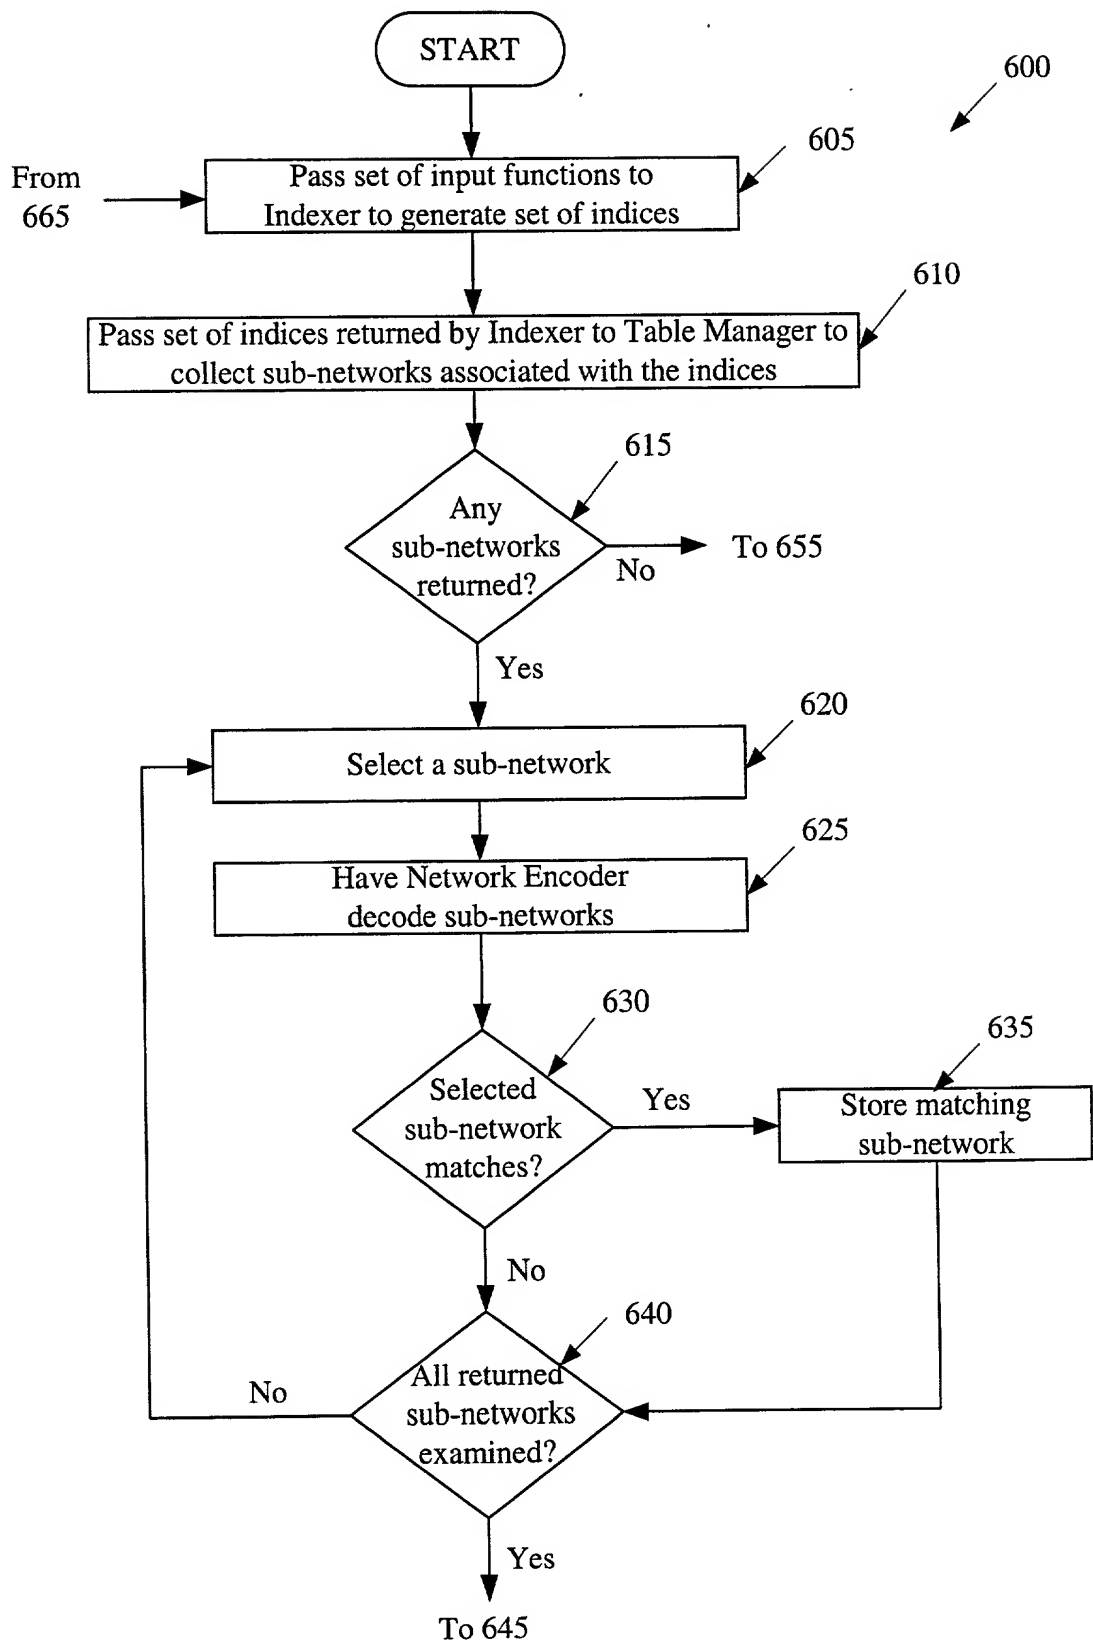 START
600
605
From
665
Pass set of input functions to
Indexer to generate set of indices
610
Pass set of indices returned by Indexer to Table Manager to
collect sub-networks associated with the indices
615
Any
sub-networks
returned?
To 655
No
Yes
620
Select a sub-network
625
Have Network Encoder
decode sub-networks
630
635
Selected
sub-network
matches?
Yes
Store matching
sub-network
No
640
All returned
sub-networks
examined?
No
Yes
To 645